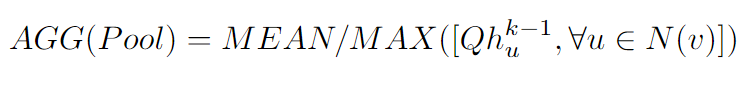 AGG(Pool) = MEAN/MAX([Qh_u^{k-1}, ∀u ∈ N(v)])